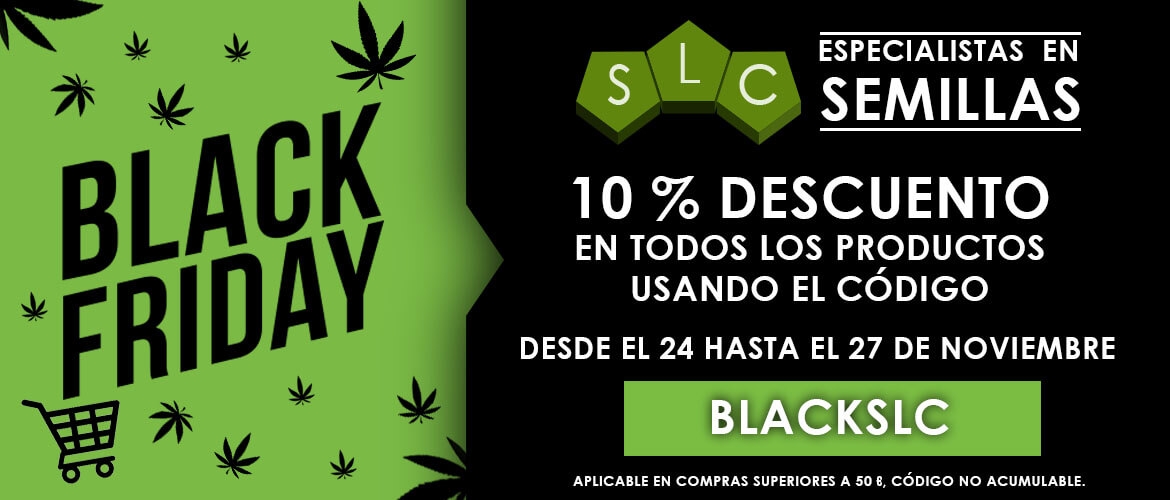 BLACK
FRIDAY
S L C
ESPECIALISTAS EN
SEMILLAS
10 % DESCUENTO
EN TODOS LOS PRODUCTOS
USANDO EL CÓDIGO
DESDE EL 24 HASTA EL 27 DE NOVIEMBRE
BLACKSLC
APLICABLE EN COMPRAS SUPERIORES A 50 €, CÓDIGO NO ACUMULABLE.